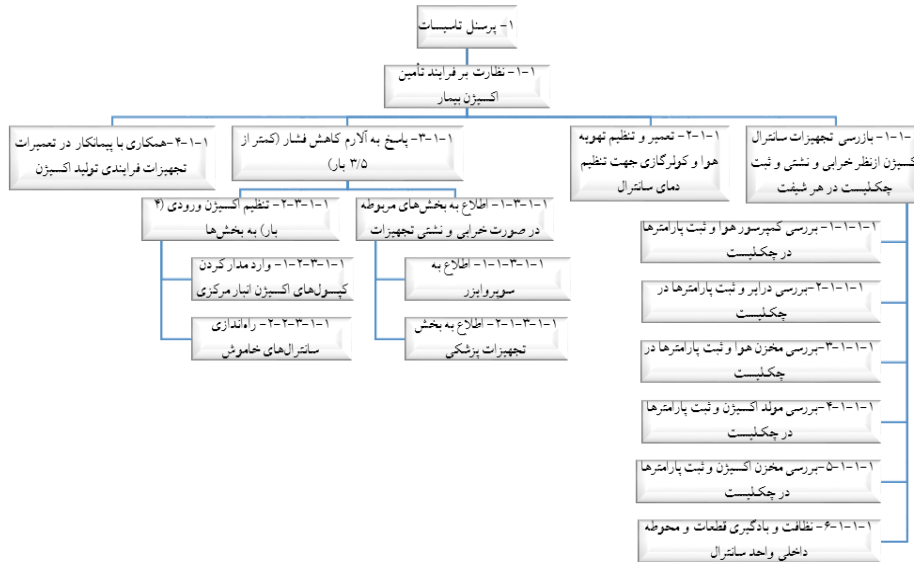 ۱- پرسنل تاسیسات
۱-۱- نظارت بر فرایند تأمین
اکسیژن بیمار
۱-۱-۱- بازرسی تجهیزات سانترال
اکسیژن ازنظر خرابی و نشتی و ثبت
چکلیست در هر شیفت
۲-۱-۱- تعمیر و تنظیم تهویه
هوا و کولرگازی جهت تنظیم
دمای سانترال
۳-۱-۱- پاسخ به آلارم کاهش فشار (کمتر از
۳/۵ بار)
۴-۱-۱-همکاری با پیمانکار در تعمیرات
تجهیزات فرایندی تولید اکسیژن
۱-۱-۱-۱- بررسی کمپرسور هوا و ثبت پارامترها
در چکلیست
۲-۱-۱-۱-بررسی درایر و ثبت پارامترها در
چکلیست
۳-۱-۱-۱-بررسی مخزن هوا و ثبت پارامترها در
چکلیست
۴-۱-۱-۱-بررسی مولد اکسیژن و ثبت پارامترها
در چکلیست
۵-۱-۱-۱-بررسی مخزن اکسیژن و ثبت پارامترها
در چکلیست
۶-۱-۱-۱- نظافت و بادگیری قطعات و محوطه
داخلی واحد سانترال
۱-۳-۱-۱- اطلاع به بخش‌های مربوطه
در صورت خرابی و نشتی تجهیزات
۱-۱-۳-۱-۱- اطلاع به
سوپروایزر
۲-۱-۳-۱-۱- اطلاع به بخش
تجهیزات پزشکی
۲-۳-۱-۱- تنظیم اکسیژن ورودی (۴
بار) به بخش‌ها
۱-۲-۳-۱-۱- وارد مدار کردن
کپسول‌های اکسیژن انبار مرکزی
۲-۲-۳-۱-۱- راه‌اندازی
سانترال‌های خاموش